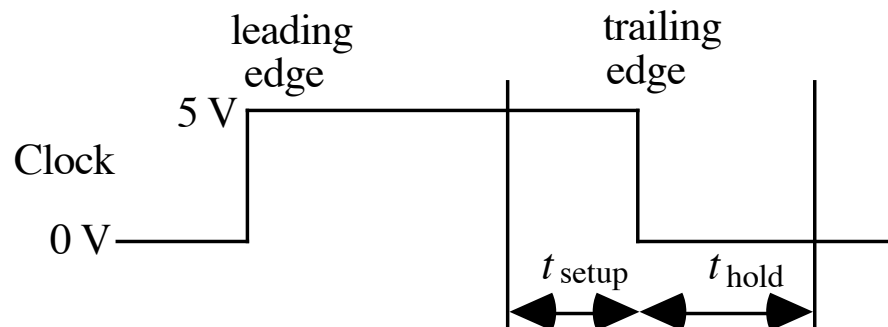 leading
edge
trailing
edge
5 V
Clock
0 V
t setup
t hold